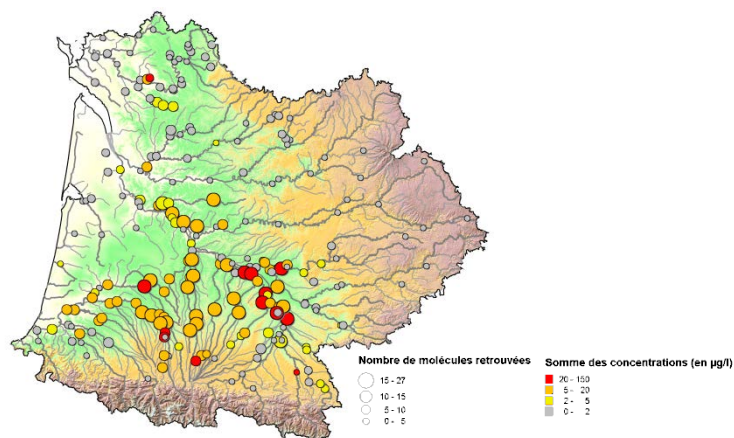 Nombre de molécules retrouvées
15 - 27
10 - 15
5 - 10
0 - 5
Somme des concentrations (en µg/l)
20 - 150
5 - 20
2 - 5
0 - 2